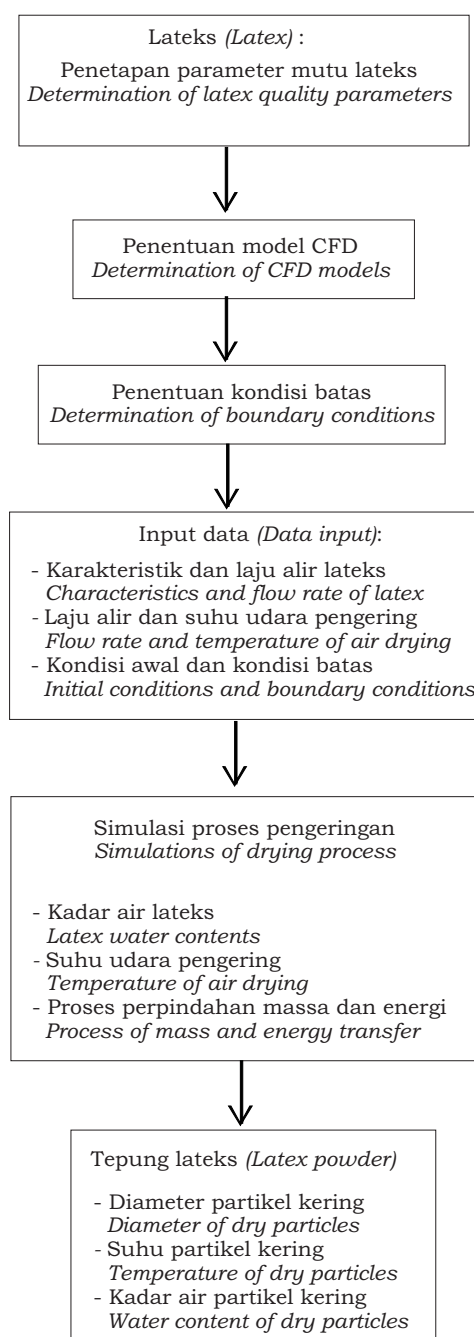 Lateks (Latex) :
Penetapan parameter mutu lateks
Determination of latex quality parameters
Penentuan model CFD
Determination of CFD models
Penentuan kondisi batas
Determination of boundary conditions
Input data (Data input):
- Karakteristik dan laju alir lateks
Characteristics and flow rate of latex
- Laju alir dan suhu udara pengering
Flow rate and temperature of air drying
- Kondisi awal dan kondisi batas
Initial conditions and boundary conditions
Simulasi proses pengeringan
Simulations of drying process
- Kadar air lateks
Latex water contents
- Suhu udara pengering
Temperature of air drying
- Proses perpindahan massa dan energi
Process of mass and energy transfer
Tepung lateks (Latex powder)
- Diameter partikel kering
Diameter of dry particles
- Suhu partikel kering
Temperature of dry particles
- Kadar air partikel kering
Water content of dry particles